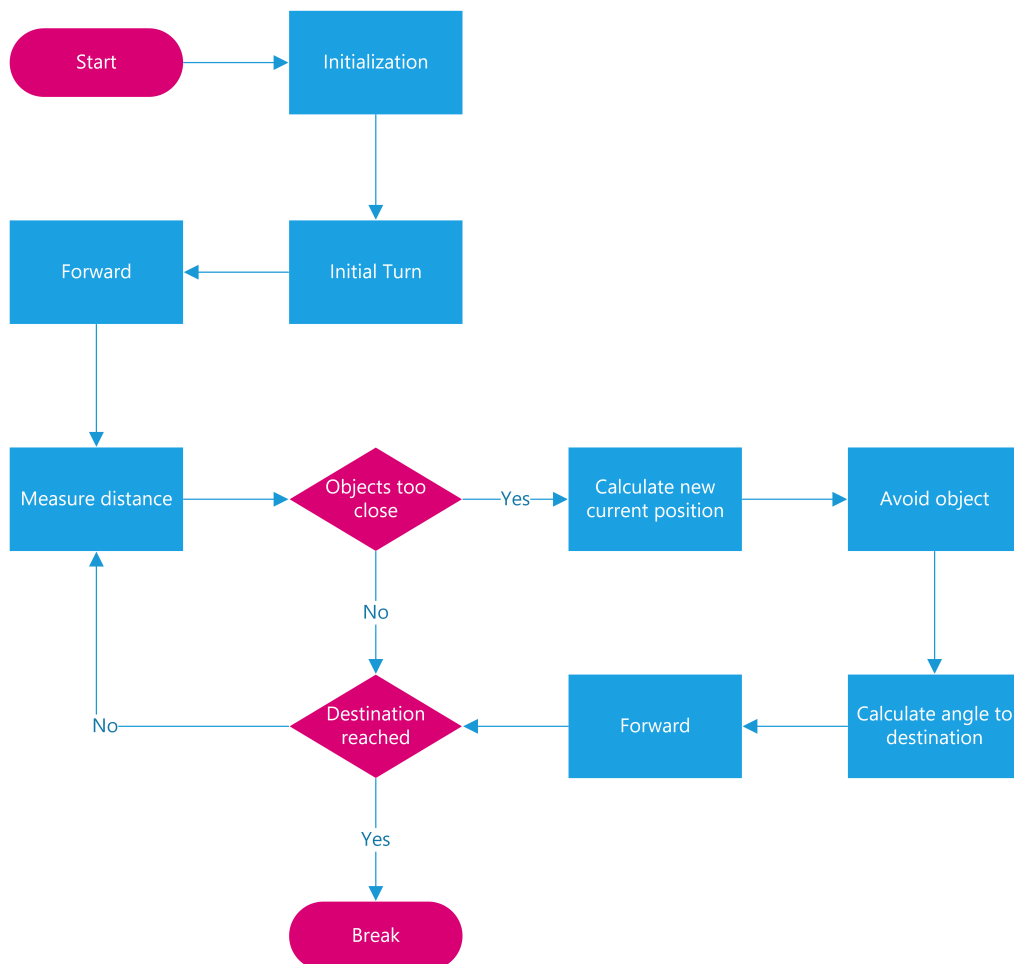 Start
Initialization
Forward
Initial Turn
Measure distance
Objects too
close
Yes
Calculate new
current position
Avoid object
No
No
Destination
reached
Forward
Calculate angle to
destination
Yes
Break